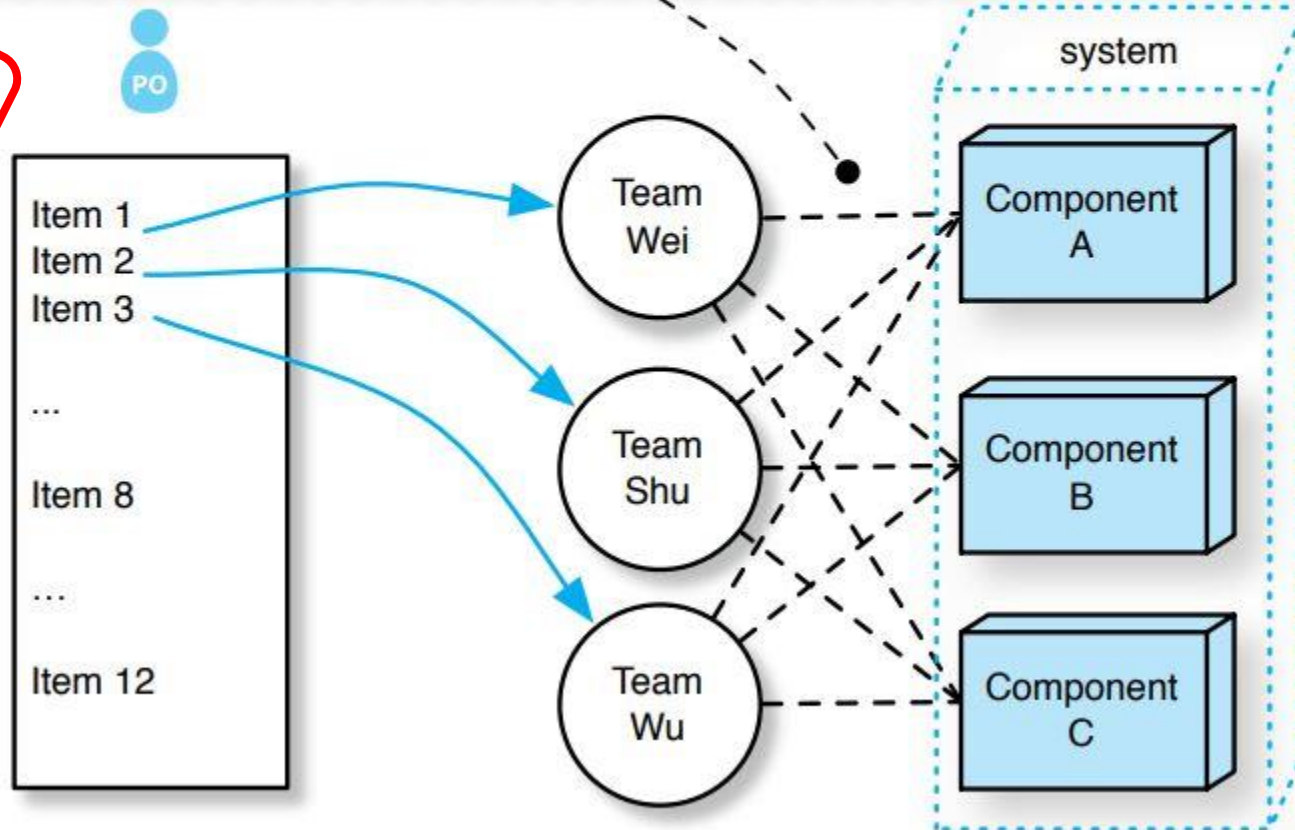 PO
system
Item 1
Item 2
Item 3
...
Item 8
...
Item 12
Team
Wei
Team
Shu
Team
Wu
Component
A
Component
B
Component
C